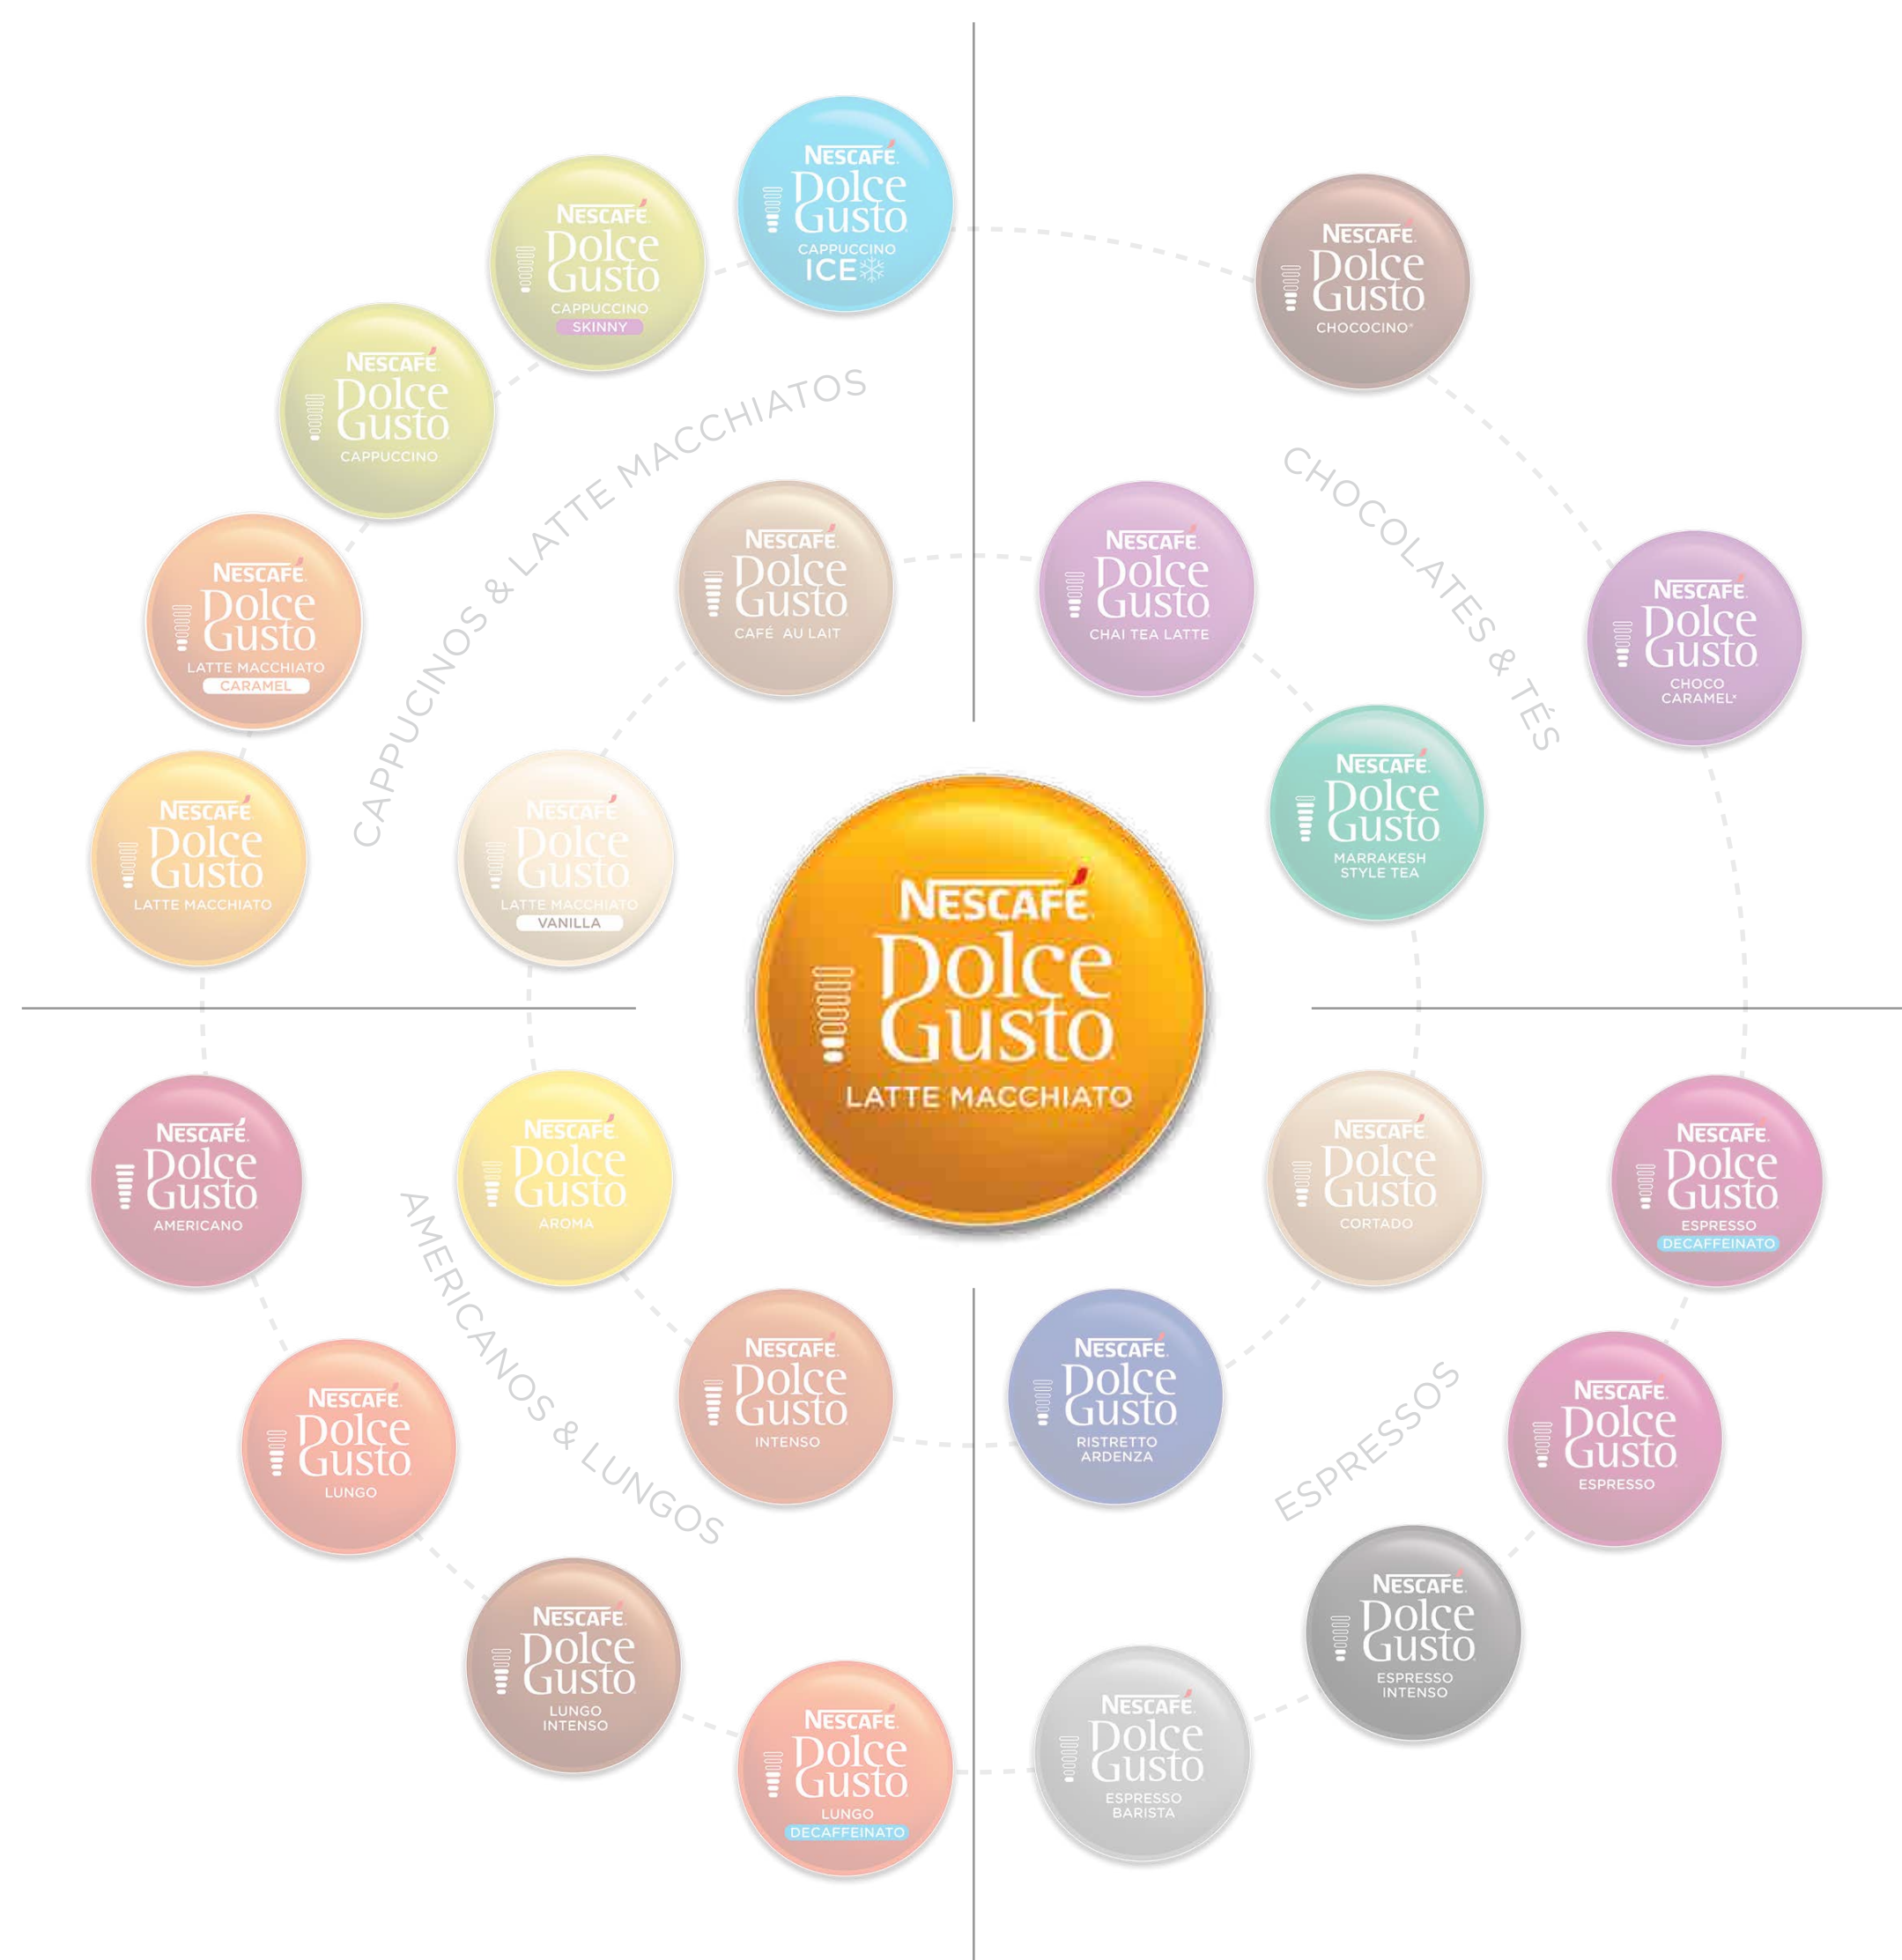 NESCAFÉ
Dolce
Gusto
CAPPUCCINO
ICE
NESCAFÉ
Dolce
Gusto
CAPPUCCINO
SKINNY
NESCAFÉ
Dolce
Gusto
CAPPUCCINO
NESCAFÉ
Dolce
Gusto
LATTE MACCHIATO
CARAMEL
NESCAFÉ
Dolce
Gusto
LATTE MACCHIATO
CAPPUCINOS & LATTE MACCHIATOS
NESCAFÉ
Dolce
Gusto
CAFÉ AU LAIT
NESCAFÉ
Dolce
Gusto
LATTE MACCHIATO
VANILLA
NESCAFÉ
Dolce
Gusto
CHOCOCINO®
NESCAFÉ
Dolce
Gusto
CHOCO
CARAMEL*
CHOCOLATES & TÉS
NESCAFÉ
Dolce
Gusto
CHAI TEA LATTE
NESCAFÉ
Dolce
Gusto
MARRAKESH
STYLE TEA
NESCAFÉ.
Dolce
Gusto
LATTE MACCHIATO
NESCAFÉ
Dolce
Gusto
AMERICANO
NESCAFÉ
Dolce
Gusto
AROMA
NESCAFÉ
Dolce
Gusto
INTENSO
AMERICANOS & LUNGOS
NESCAFÉ
Dolce
Gusto
LUNGO
NESCAFÉ
Dolce
Gusto
LUNGO
INTENSO
NESCAFÉ
Dolce
Gusto
LUNGO
DECAFFEINATO
NESCAFÉ
Dolce
Gusto
CORTADO
NESCAFÉ
Dolce
Gusto
ESPRESSO
DECAFFEINATO
NESCAFÉ
Dolce
Gusto
RISTRETTO
ARDENZA
ESPRESSOS
NESCAFÉ
Dolce
Gusto
ESPRESSO
NESCAFÉ
Dolce
Gusto
ESPRESSO
INTENSO
NESCAFÉ
Dolce
Gusto
ESPRESSO
BARISTA